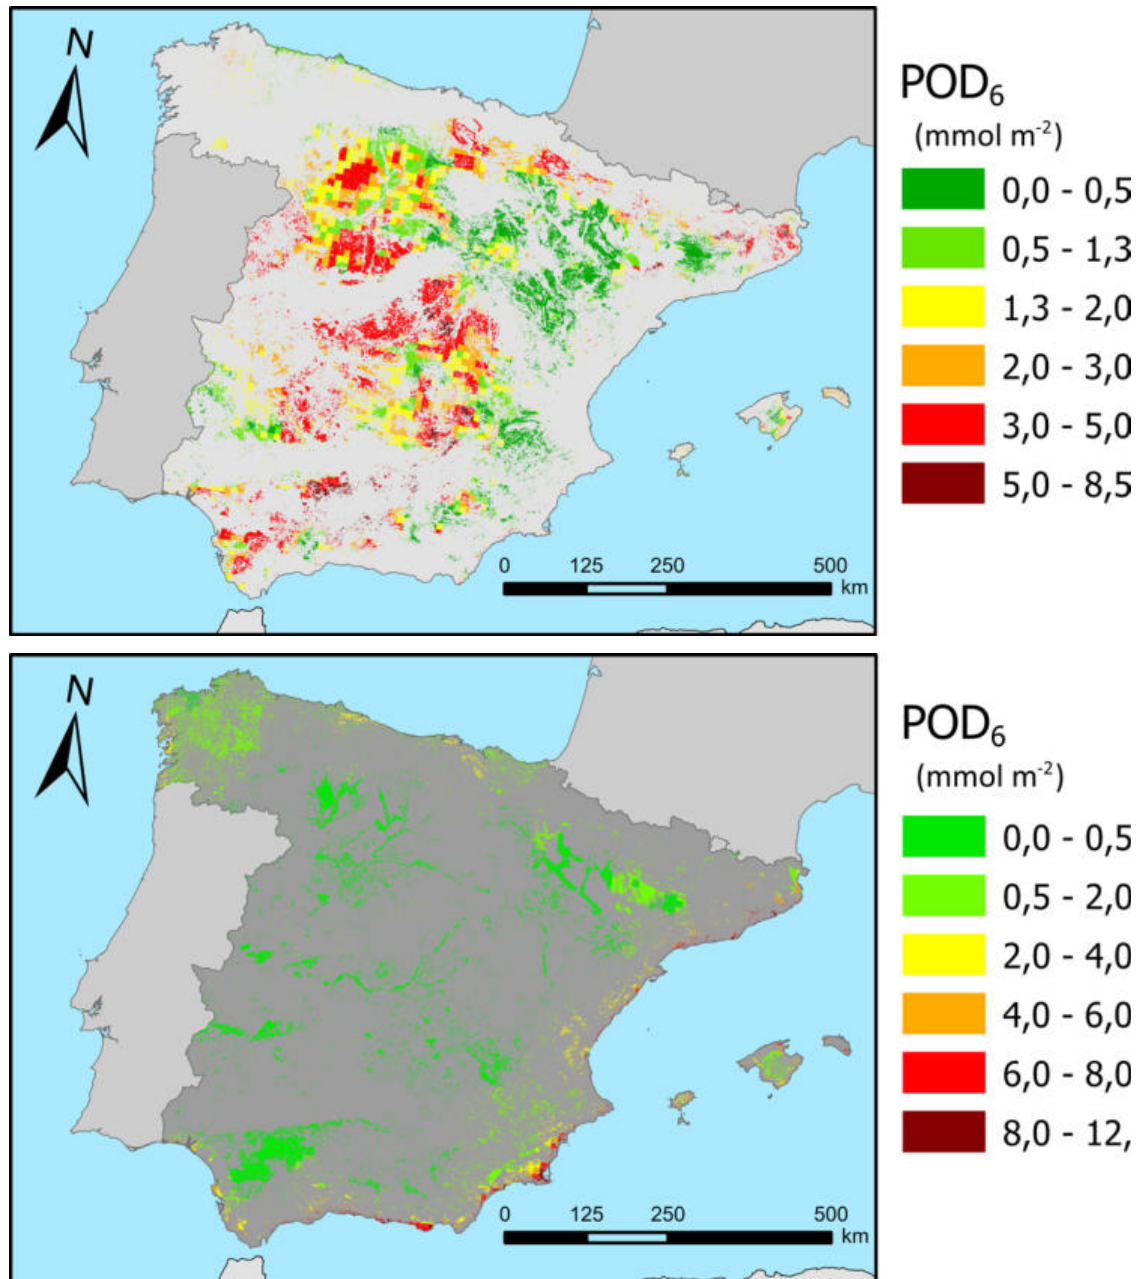 N
POD₆
(mmol m⁻²)
0,0 - 0,5
0,5 - 1,3
1,3 - 2,0
2,0 - 3,0
3,0 - 5,0
5,0 - 8,5
0 125 250 500
km
N
POD₆
(mmol m⁻²)
0,0 - 0,5
0,5 - 2,0
2,0 - 4,0
4,0 - 6,0
6,0 - 8,0
8,0 - 12,
0 125 250 500
km